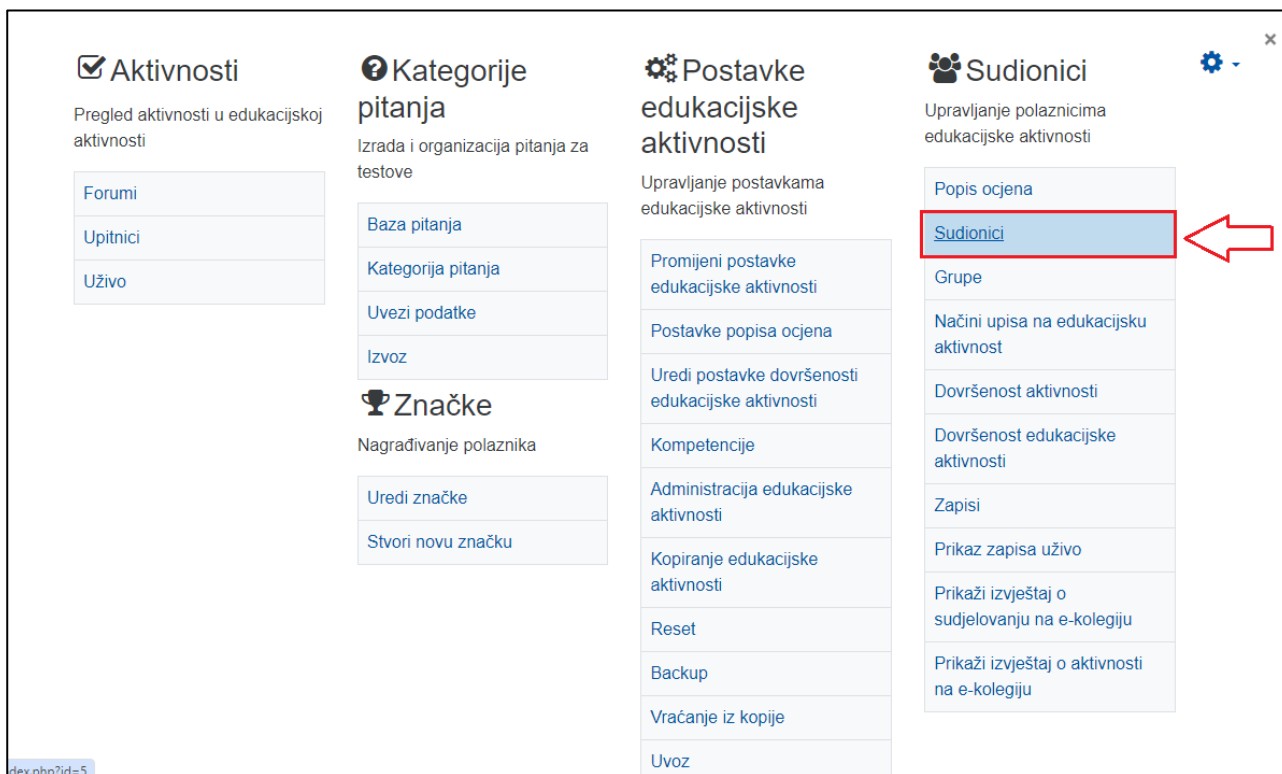 ×
Aktivnosti
Pregled aktivnosti u edukacijskoj
aktivnosti
Forumi
Upitnici
Uživo
Kategorije
pitanja
Izrada i organizacija pitanja za
testove
Baza pitanja
Kategorija pitanja
Uvezi podatke
Izvoz
Značke
Nagrađivanje polaznika
Uredi značke
Stvori novu značku
Postavke
edukacijske
aktivnosti
Upravljanje postavkama
edukacijske aktivnosti
Promijeni postavke
edukacijske aktivnosti
Postavke popisa ocjena
Uredi postavke dovršenosti
edukacijske aktivnosti
Kompetencije
Administracija edukacijske
aktivnosti
Kopiranje edukacijske
aktivnosti
Reset
Backup
Vraćanje iz kopije
Uvoz
Sudionici
Upravljanje polaznicima
edukacijske aktivnosti
Popis ocjena
Sudionici
Grupe
Načini upisa na edukacijsku
aktivnost
Dovršenost aktivnosti
Dovršenost edukacijske
aktivnosti
Zapisi
Prikaz zapisa uživo
Prikaži izvještaj o
sudjelovanju na e-kolegiju
Prikaži izvještaj o aktivnosti
na e-kolegiju
dex.php?id=5